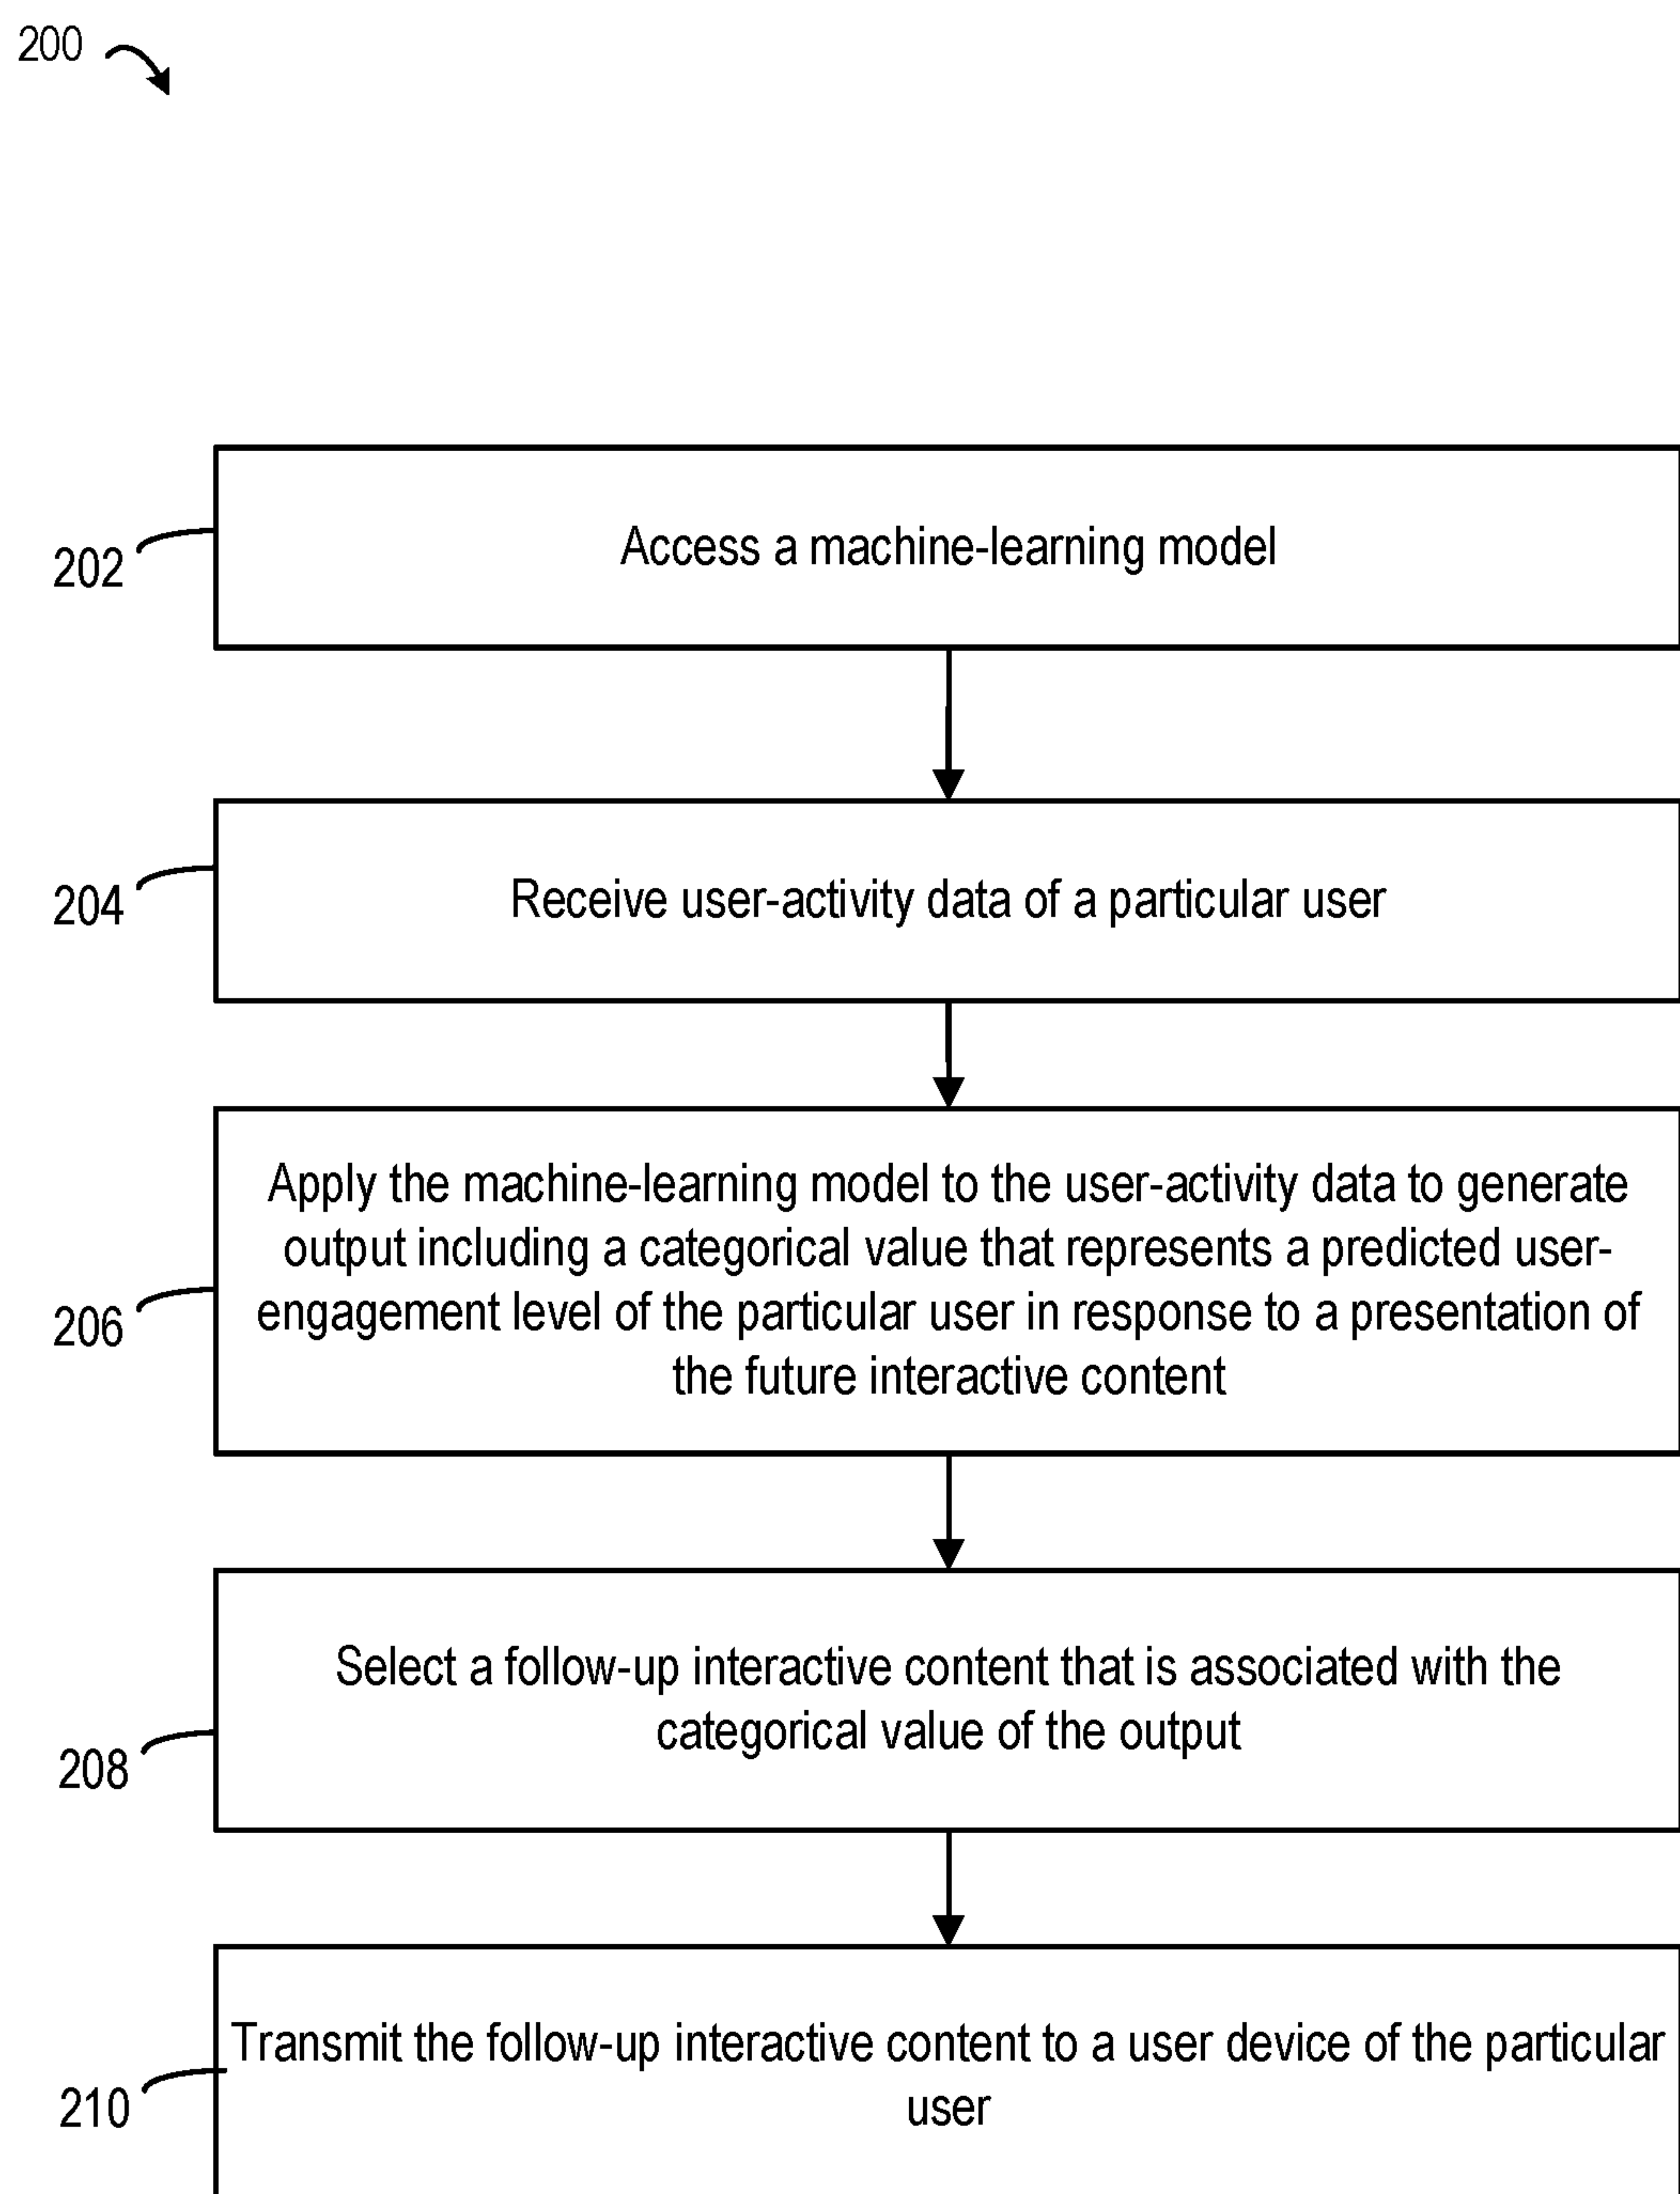 200
202
Access a machine-learning model
204
Receive user-activity data of a particular user
Apply the machine-learning model to the user-activity data to generate
output including a categorical value that represents a predicted user-
engagement level of the particular user in response to a presentation of
the future interactive content
206
Select a follow-up interactive content that is associated with the
categorical value of the output
208
Transmit the follow-up interactive content to a user device of the particular
user
210